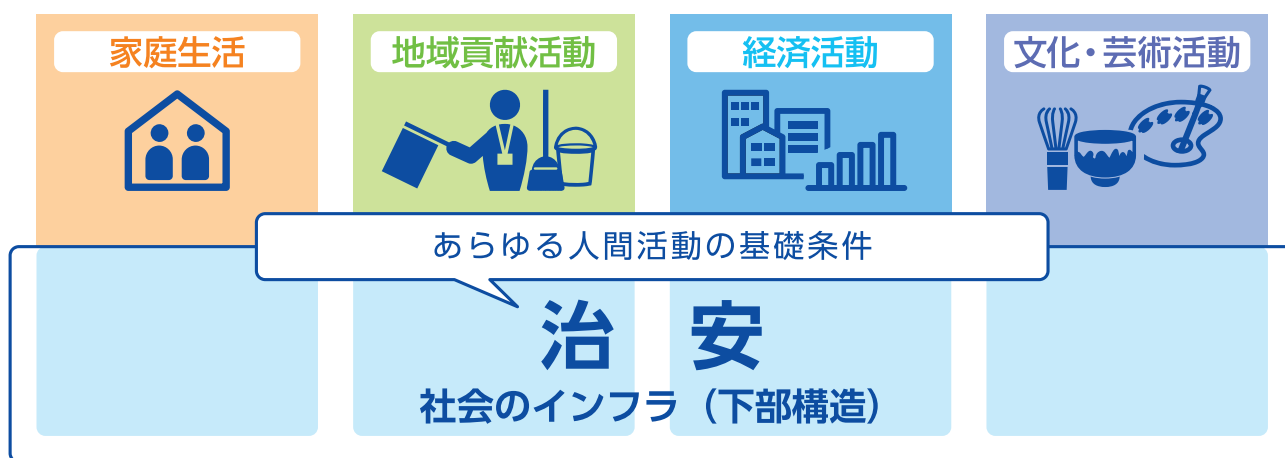 家庭生活
地域貢献活動
経済活動
文化・芸術活動
あらゆる人間活動の基礎条件
治 安
社会のインフラ（下部構造）